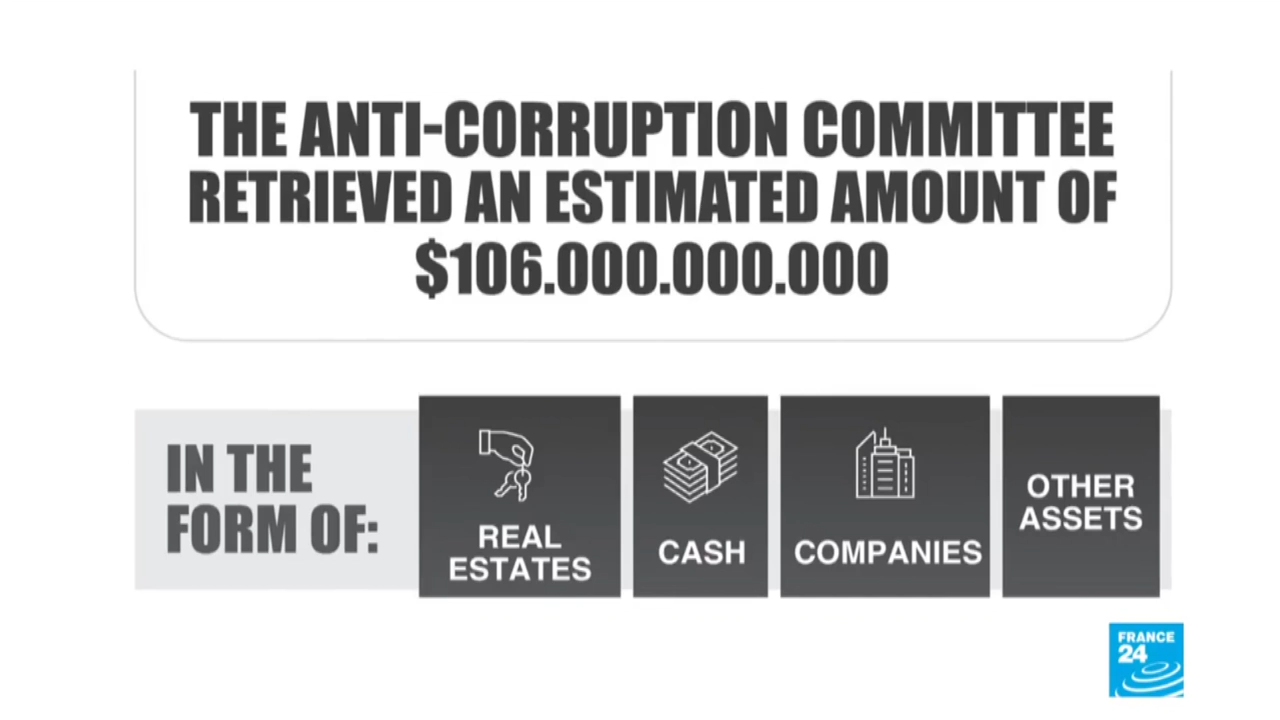 THE ANTI-CORRUPTION COMMITTEE
RETRIEVED AN ESTIMATED AMOUNT OF
$106.000.000.000
IN THE
FORM OF:
REAL
ESTATES
CASH
COMPANIES
OTHER
ASSETS
FRANCE
24